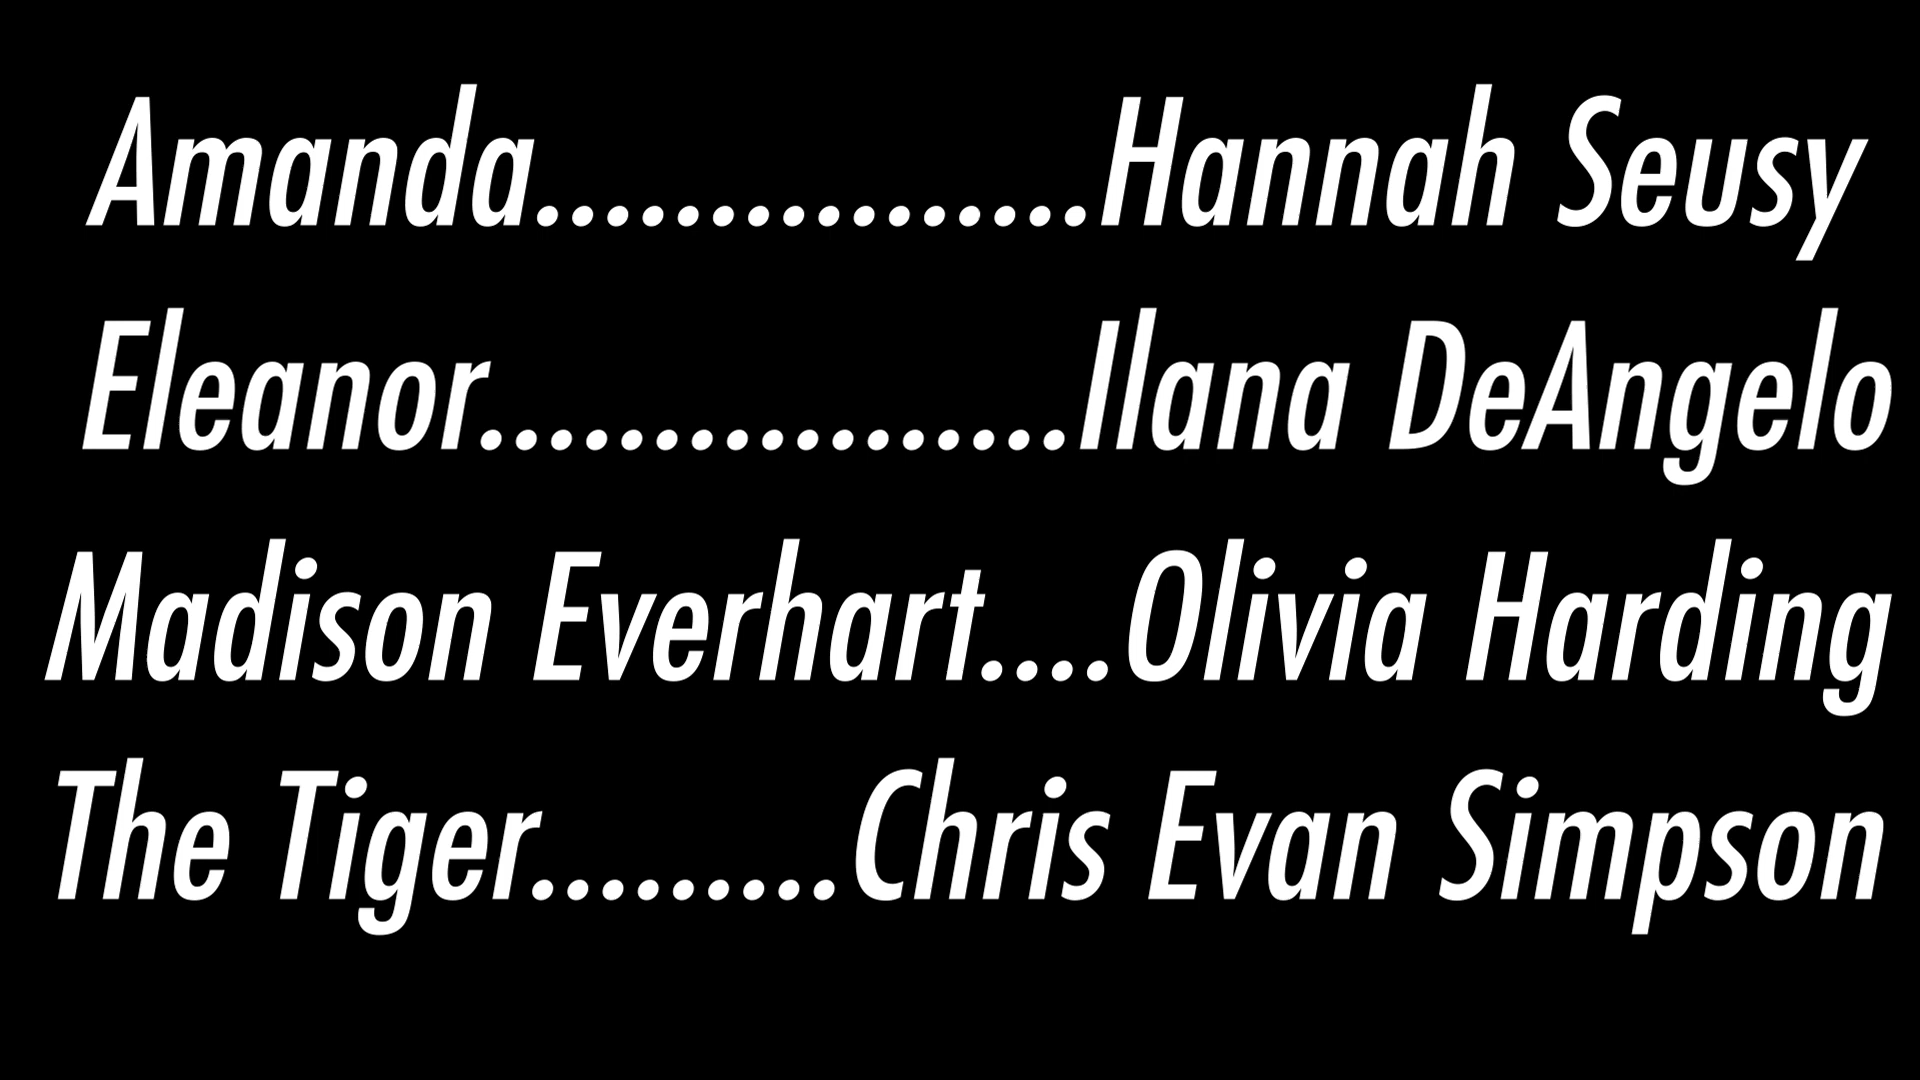 Amanda................Hannah Seusy
Eleanor.................Ilana DeAngelo
Madison Everhart....Olivia Harding
The Tiger.........Chris Evan Simpson